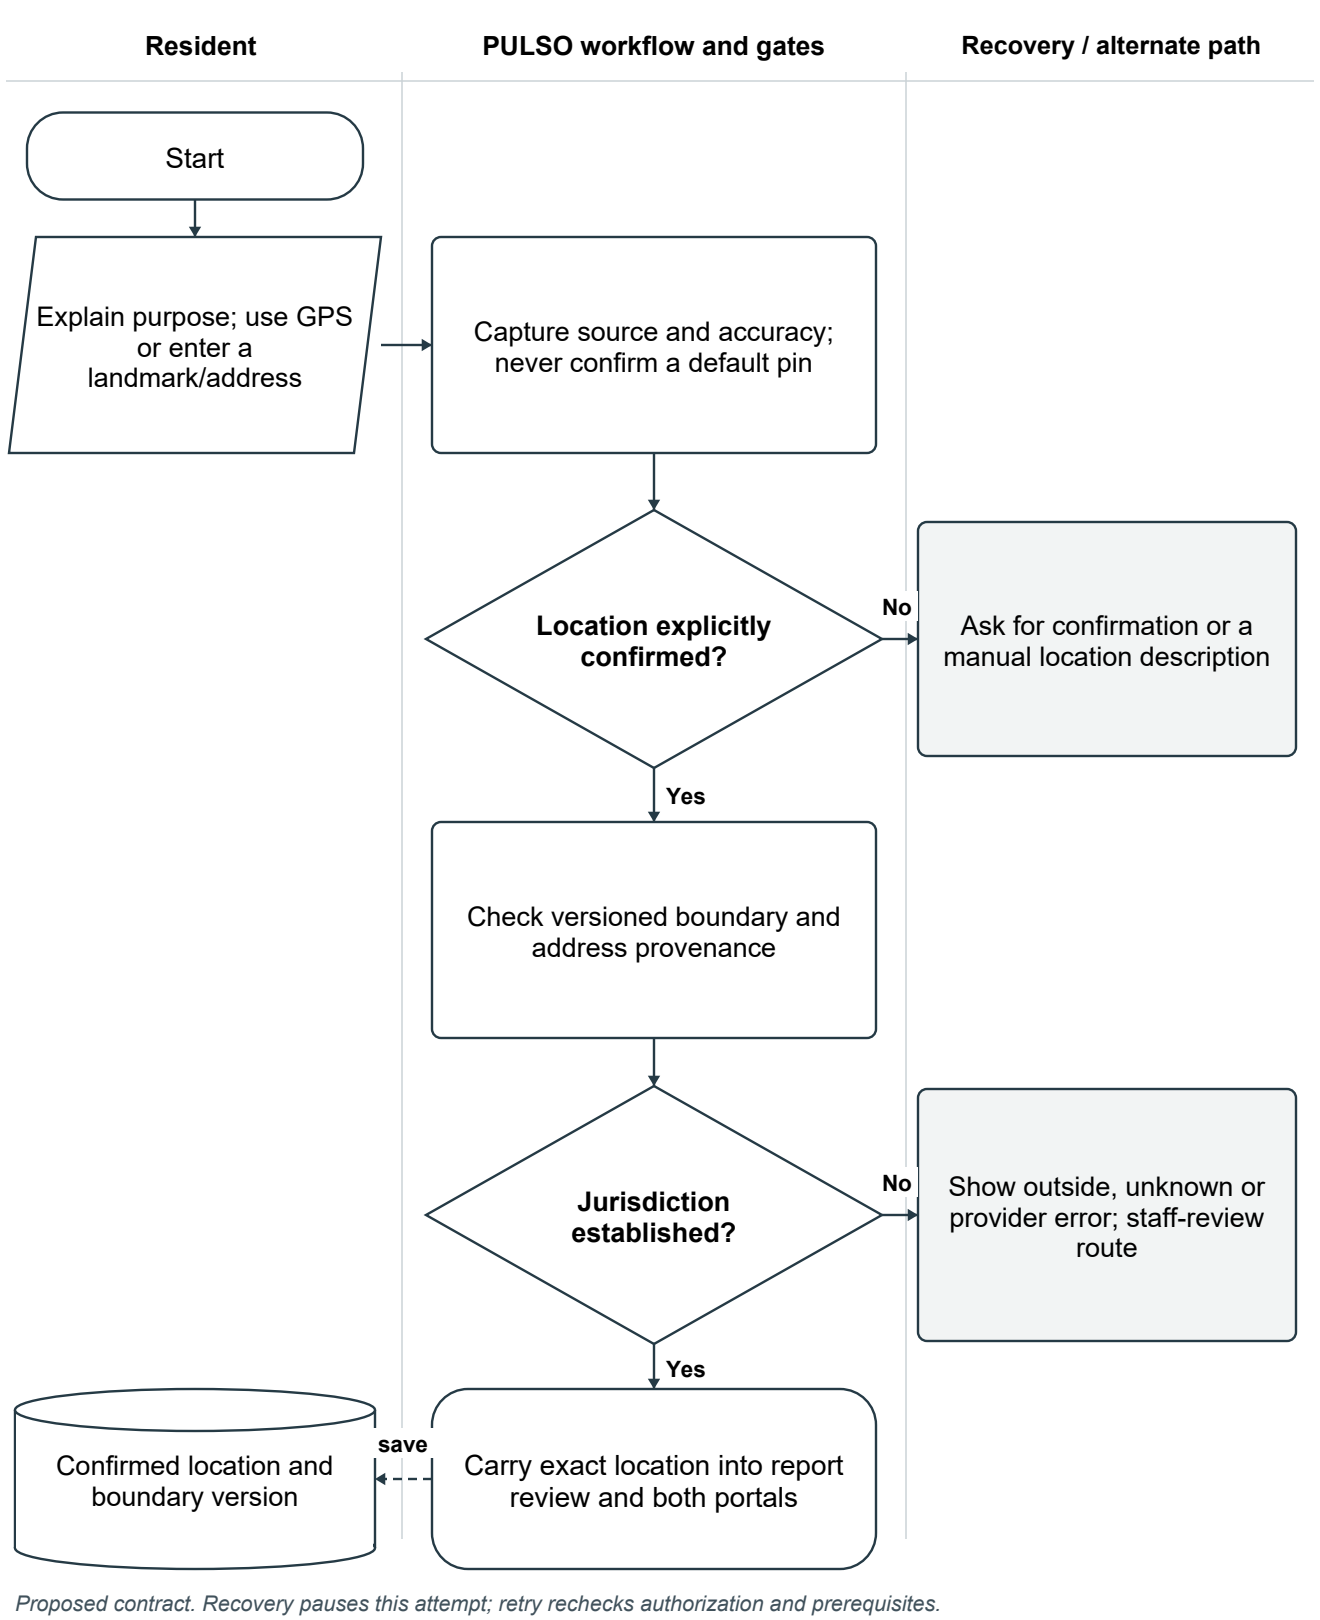 Resident
PULSO workflow and gates
Recovery / alternate path
Start
Explain purpose; use GPS
or enter a
landmark/address
Capture source and accuracy;
never confirm a default pin
Location explicitly
confirmed?
No
Ask for confirmation or a
manual location description
Yes
Check versioned boundary and
address provenance
Jurisdiction
established?
No
Show outside, unknown or
provider error; staff-review
route
Yes
Confirmed location and
boundary version
save
Carry exact location into report
review and both portals
Proposed contract. Recovery pauses this attempt; retry rechecks authorization and prerequisites.